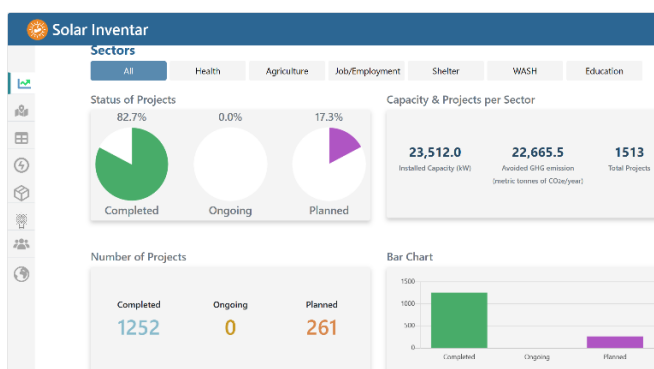 Solar Inventar
Sectors
All Health Agriculture Job/Employment Shelter WASH Education
Status of Projects
82.7% 0.0% 17.3%
Completed Ongoing Planned
Capacity & Projects per Sector
23,512.0 22,665.5 1513
Installed Capacity (kW) Avoided GHG emission Total Projects
(metric tonnes of CO2e/year)
Number of Projects
Completed Ongoing Planned
1252 0 261
Bar Chart
1500
1000
500
0
Completed Ongoing Planned